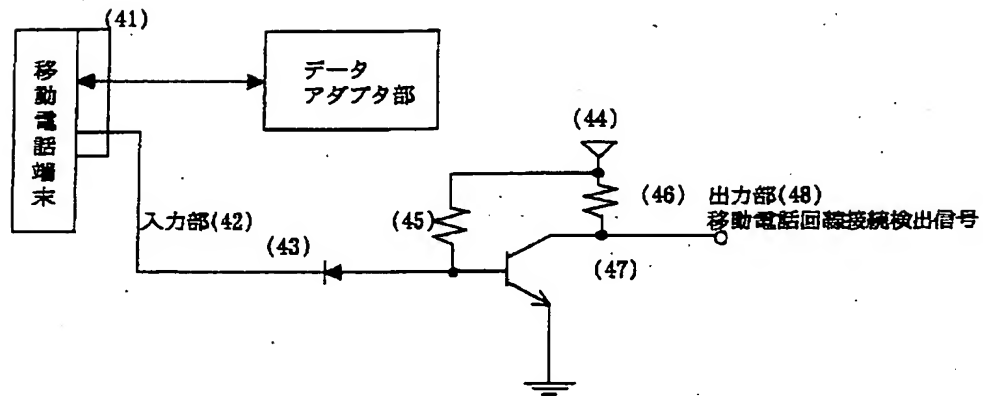 (41)
移動電話端末
データ
アダプタ部
(44)
(46)
出力部(48)
移動電話回線接続検出信号
入力部(42)
(45)
(43)
(47)